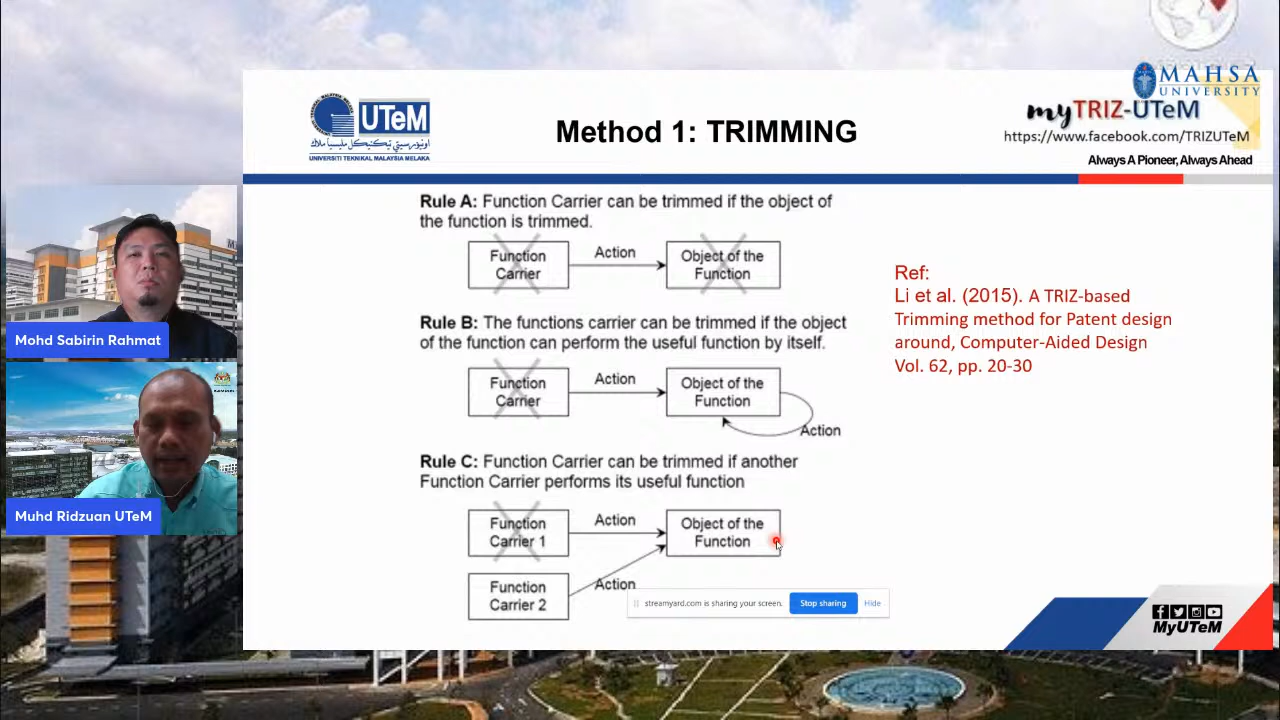 MAHSA
UNIVERSITY
UTeM
اونيۏرسيتي تيكنيكل مليسيا ملاك
UNIVERSITI TEKNIKAL MALAYSIA MELAKA
Method 1: TRIMMING
myTRIZ-UTeM
https://www.facebook.com/TRIZUTeM
Always A Pioneer, Always Ahead
Rule A: Function Carrier can be trimmed if the object of
the function is trimmed.
Function
Carrier
Action
Object of the
Function
Rule B: The functions carrier can be trimmed if the object
of the function can perform the useful function by itself.
Function
Carrier
Action
Object of the
Function
Action
Rule C: Function Carrier can be trimmed if another
Function Carrier performs its useful function
Function
Carrier 1
Action
Object of the
Function
Function
Carrier 2
Action
Ref:
Li et al. (2015). A TRIZ-based
Trimming method for Patent design
around, Computer-Aided Design
Vol. 62, pp. 20-30
Mohd Sabirin Rahmat
Muhd Ridzuan UTeM
streamyard.com is sharing your screen.
Stop sharing
Hide
MyUTeM